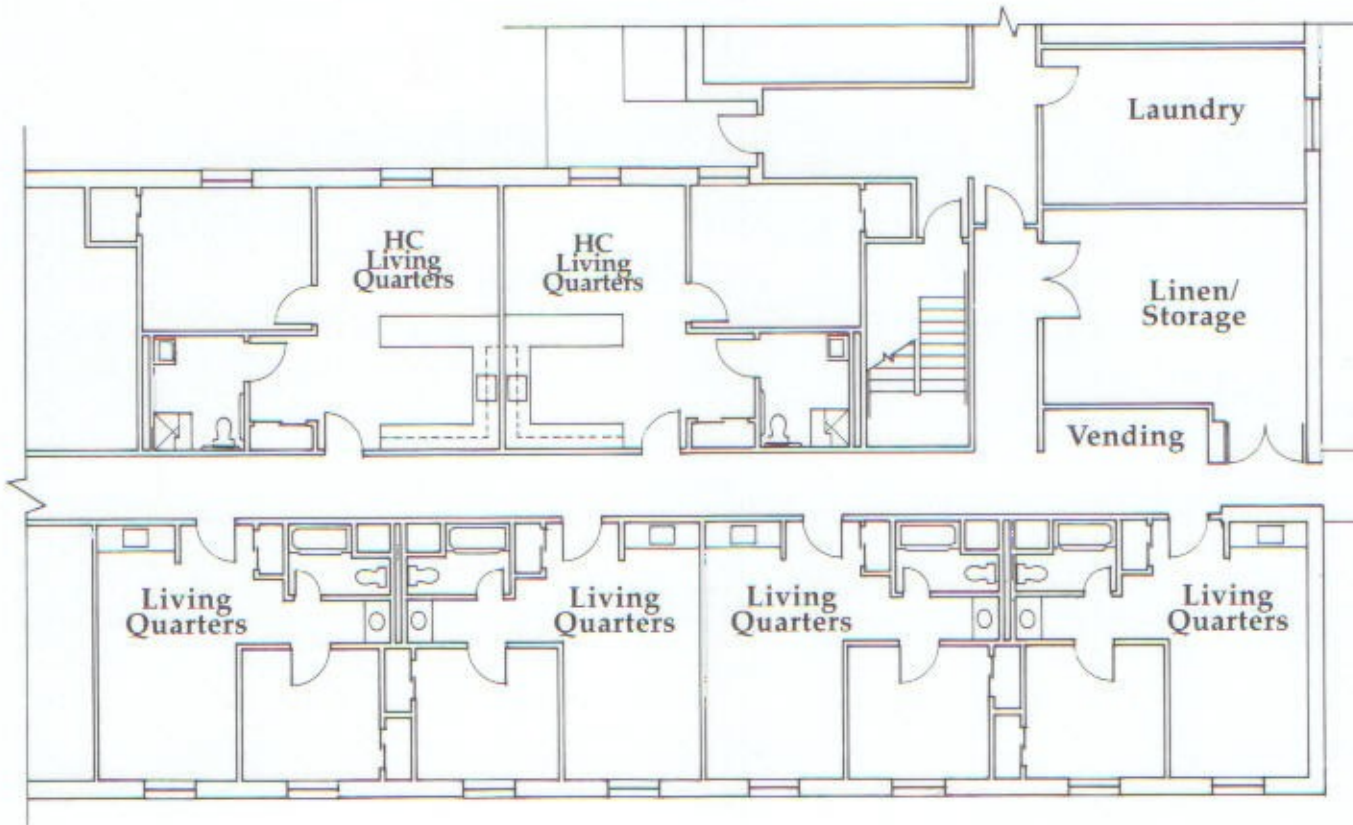 Laundry
HC
Living
Quarters
HC
Living
Quarters
Linen/
Storage
Vending
Living
Quarters
Living
Quarters
Living
Quarters
Living
Quarters